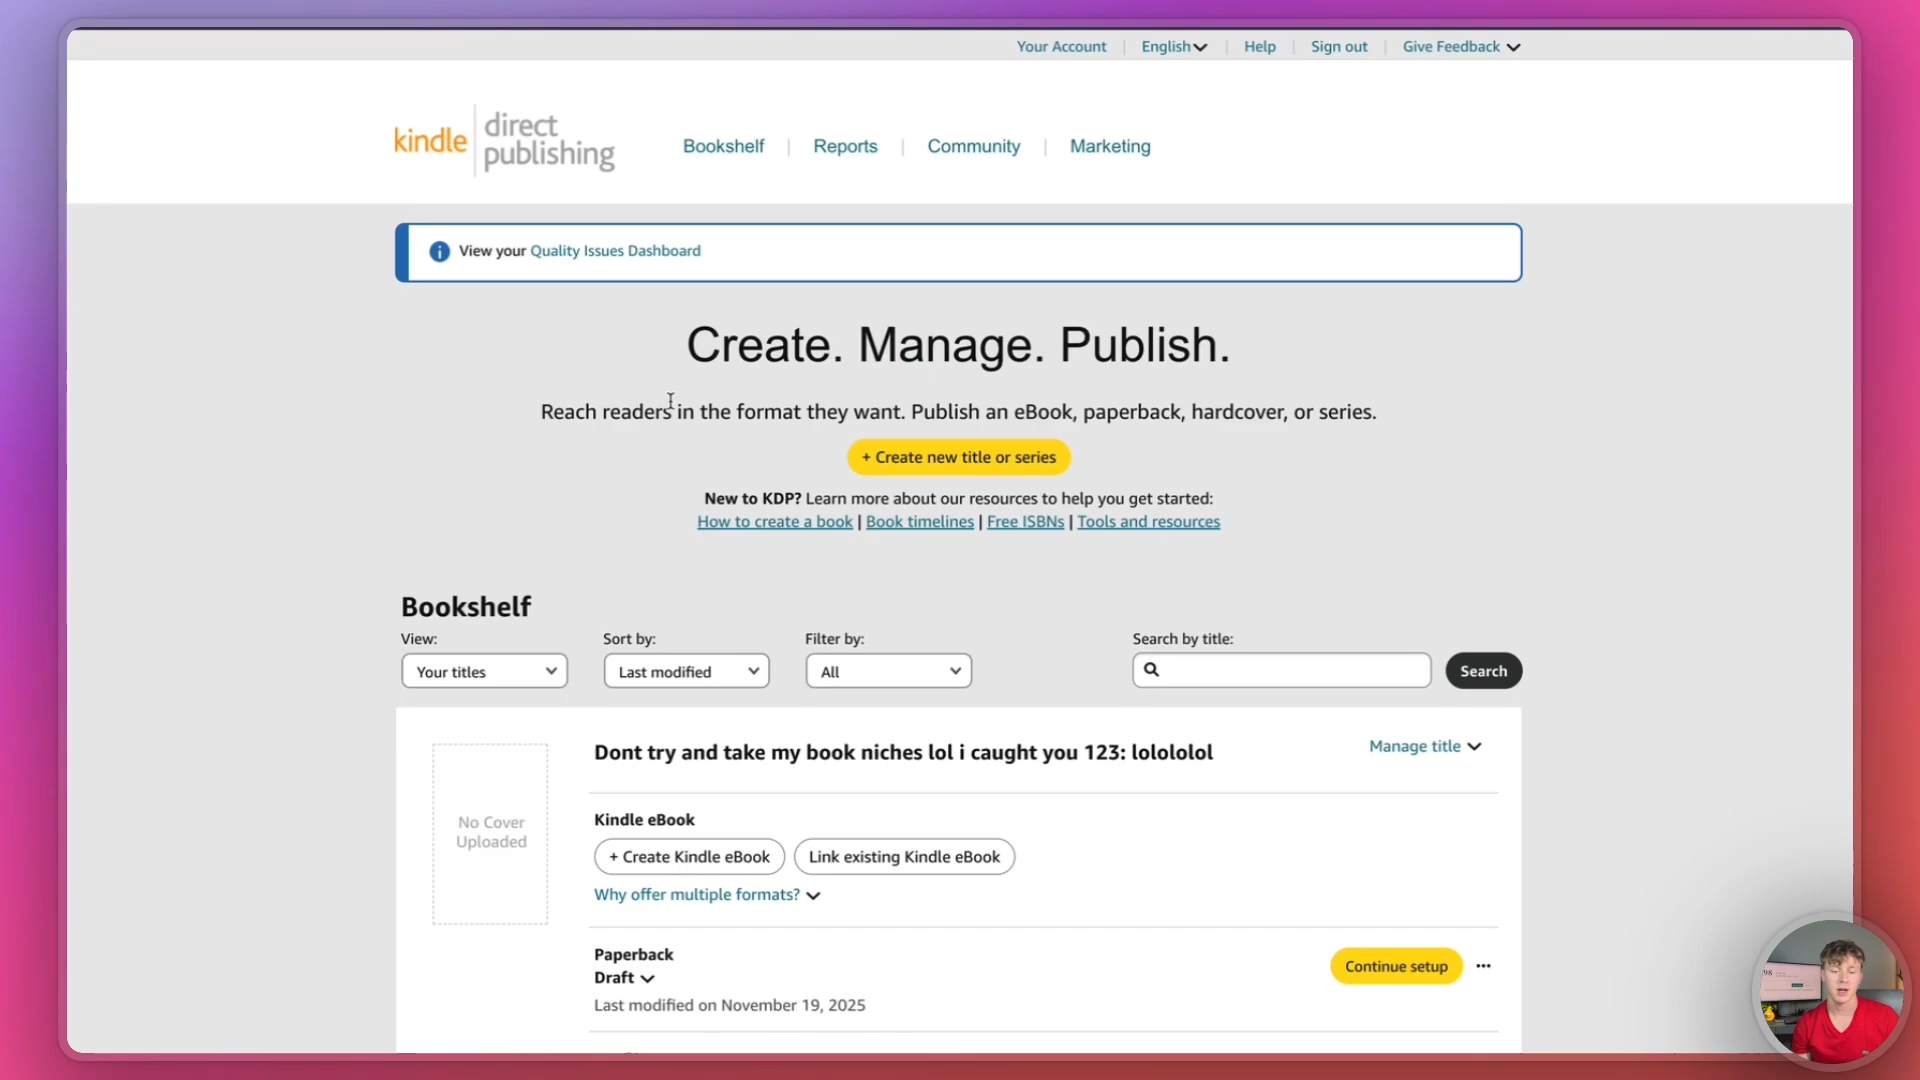 Your Account | English | Help | Sign out | Give Feedback
kindle direct publishing
Bookshelf | Reports | Community | Marketing
View your Quality Issues Dashboard
Create. Manage. Publish.
Reach readers in the format they want. Publish an eBook, paperback, hardcover, or series.
+ Create new title or series
New to KDP? Learn more about our resources to help you get started:
How to create a book | Book timelines | Free ISBNs | Tools and resources
Bookshelf
View: Sort by: Filter by: Search by title:
Your titles Last modified All Search
Dont try and take my book niches lol i caught you 123: lolololol
Manage title
No Cover
Uploaded
Kindle eBook
+ Create Kindle eBook Link existing Kindle eBook
Why offer multiple formats?
Paperback
Draft
Continue setup
Last modified on November 19, 2025